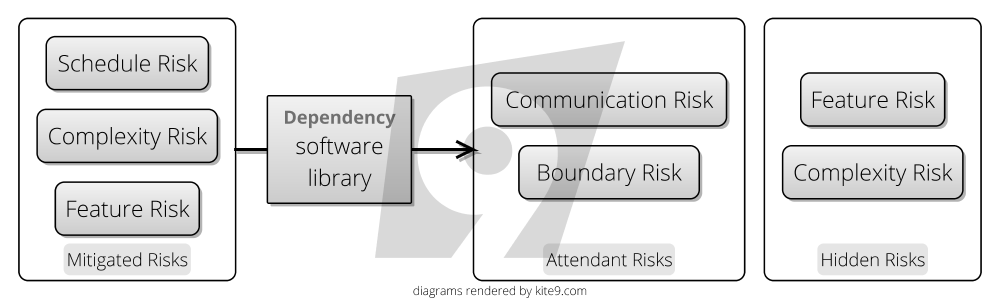 Schedule Risk
Complexity Risk
Feature Risk
Mitigated Risks
Dependency
software
library
Communication Risk
Boundary Risk
Attendant Risks
Feature Risk
Complexity Risk
Hidden Risks
diagrams rendered by kite9.com